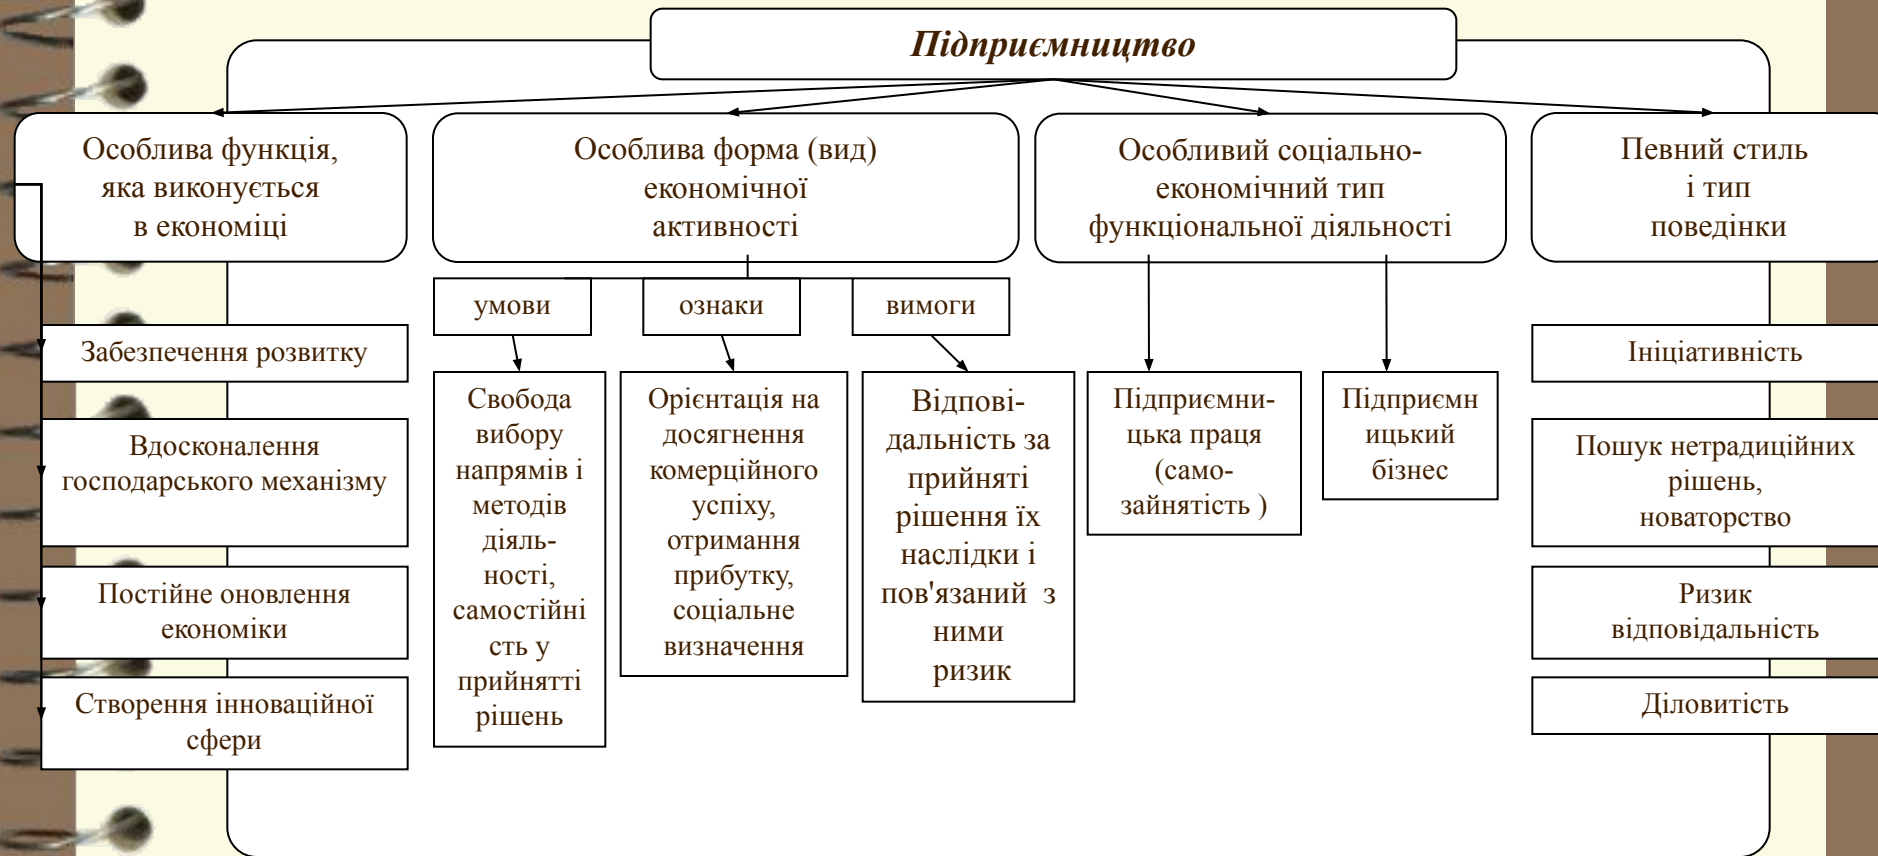 Підприємництво
Особлива функція,
яка виконується
в економіці
Особлива форма (вид)
економічної
активності
Особливий соціально-
економічний тип
функціональної діяльності
Певний стиль
і тип
поведінки
умови
ознаки
вимоги
Забезпечення розвитку
Вдосконалення
господарського механізму
Постійне оновлення
економіки
Створення інноваційної
сфери
Свобода
вибору
напрямів і
методів
діяль-
ності,
самостійні
сть у
прийнятті
рішень
Орієнтація на
досягнення
комерційного
успіху,
отримання
прибутку,
соціальне
визначення
Відпові-
дальність за
прийняті
рішення їх
наслідки і
пов'язаний з
ними
ризик
Підприємни-
цька праця
(само-
зайнятість )
Підприємн
ицький
бізнес
Ініціативність
Пошук нетрадиційних
рішень,
новаторство
Ризик
відповідальність
Діловитість